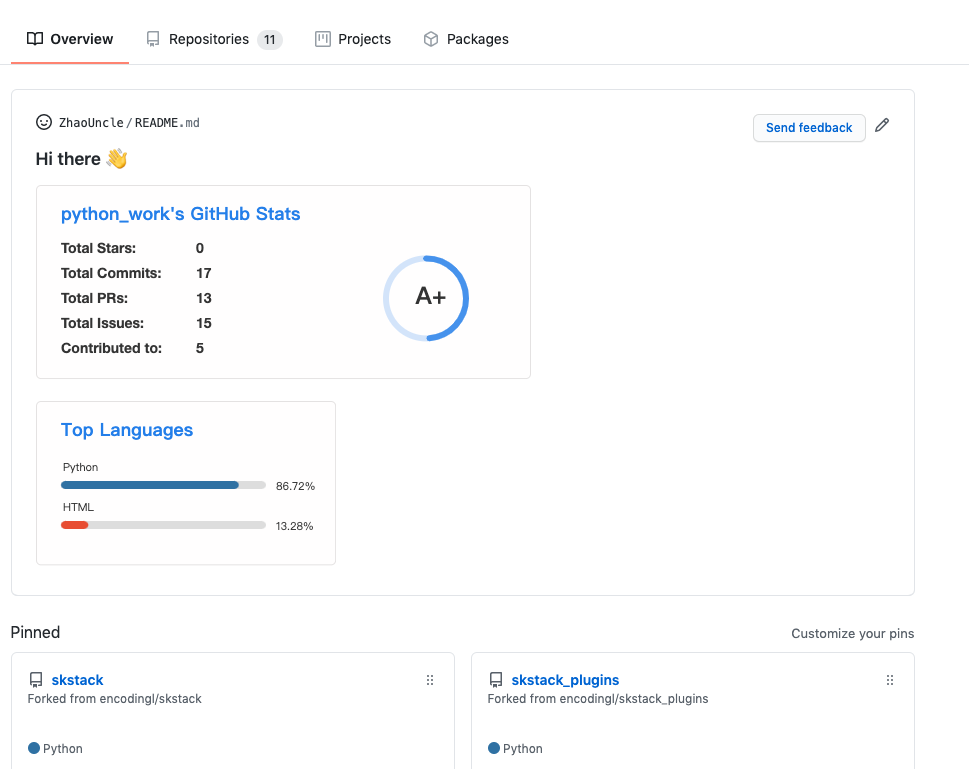 Overview Repositories 11 Projects Packages
ZhaoUncle/README.md
Send feedback
Hi there 👋
python_work's GitHub Stats
Total Stars: 0
Total Commits: 17
Total PRs: 13
Total Issues: 15
Contributed to: 5
A+
Top Languages
Python
86.72%
HTML
13.28%
Pinned
Customize your pins
skstack
Forked from encodingl/skstack
Python
skstack_plugins
Forked from encodingl/skstack_plugins
Python